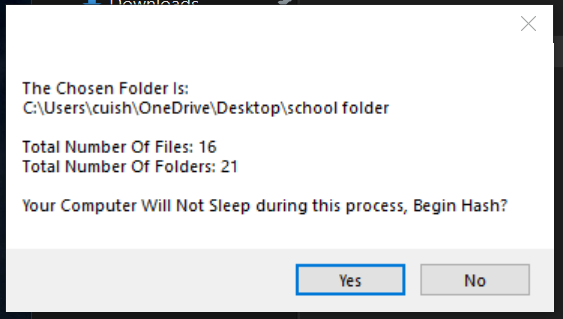 Downloads
The Chosen Folder Is:
C:\Users\cuish\OneDrive\Desktop\school folder
Total Number Of Files: 16
Total Number Of Folders: 21
Your Computer Will Not Sleep during this process, Begin Hash?
Yes
No